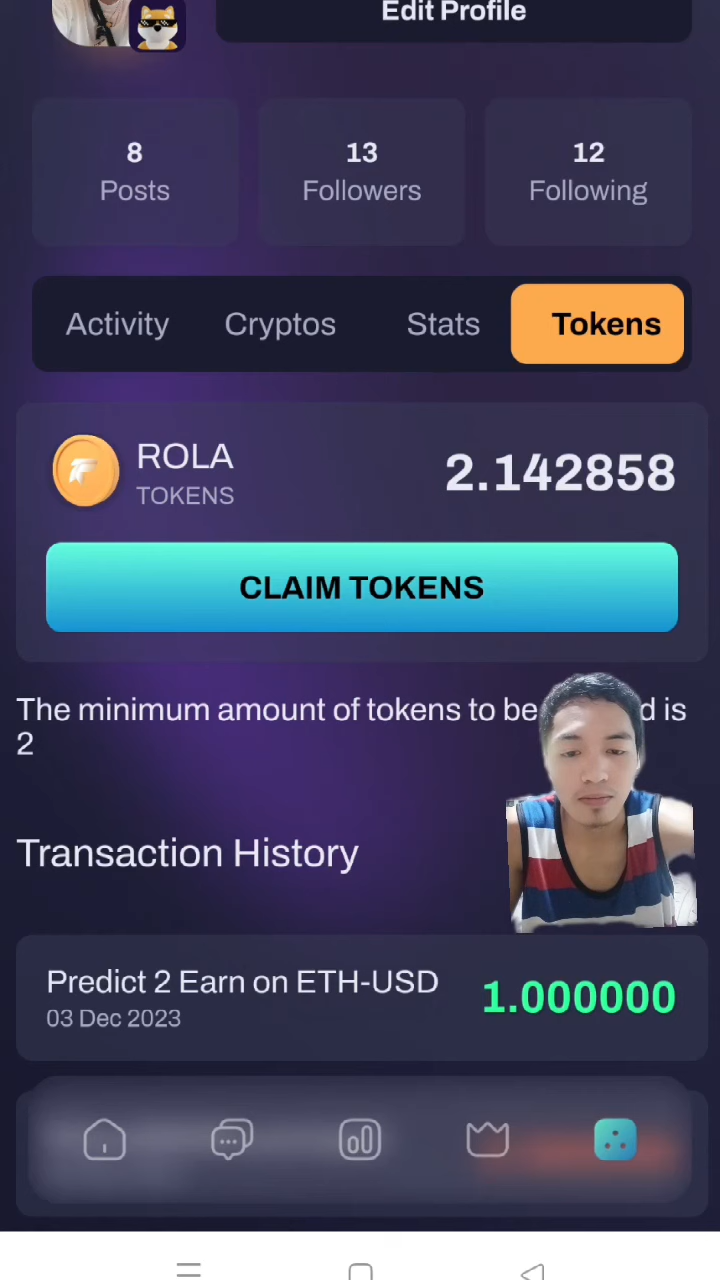 Edit Profile
8
Posts
13
Followers
12
Following
Activity
Cryptos
Stats
Tokens
ROLA
TOKENS
2.142858
CLAIM TOKENS
The minimum amount of tokens to be d is
2
Transaction History
Predict 2 Earn on ETH-USD
03 Dec 2023
1.000000